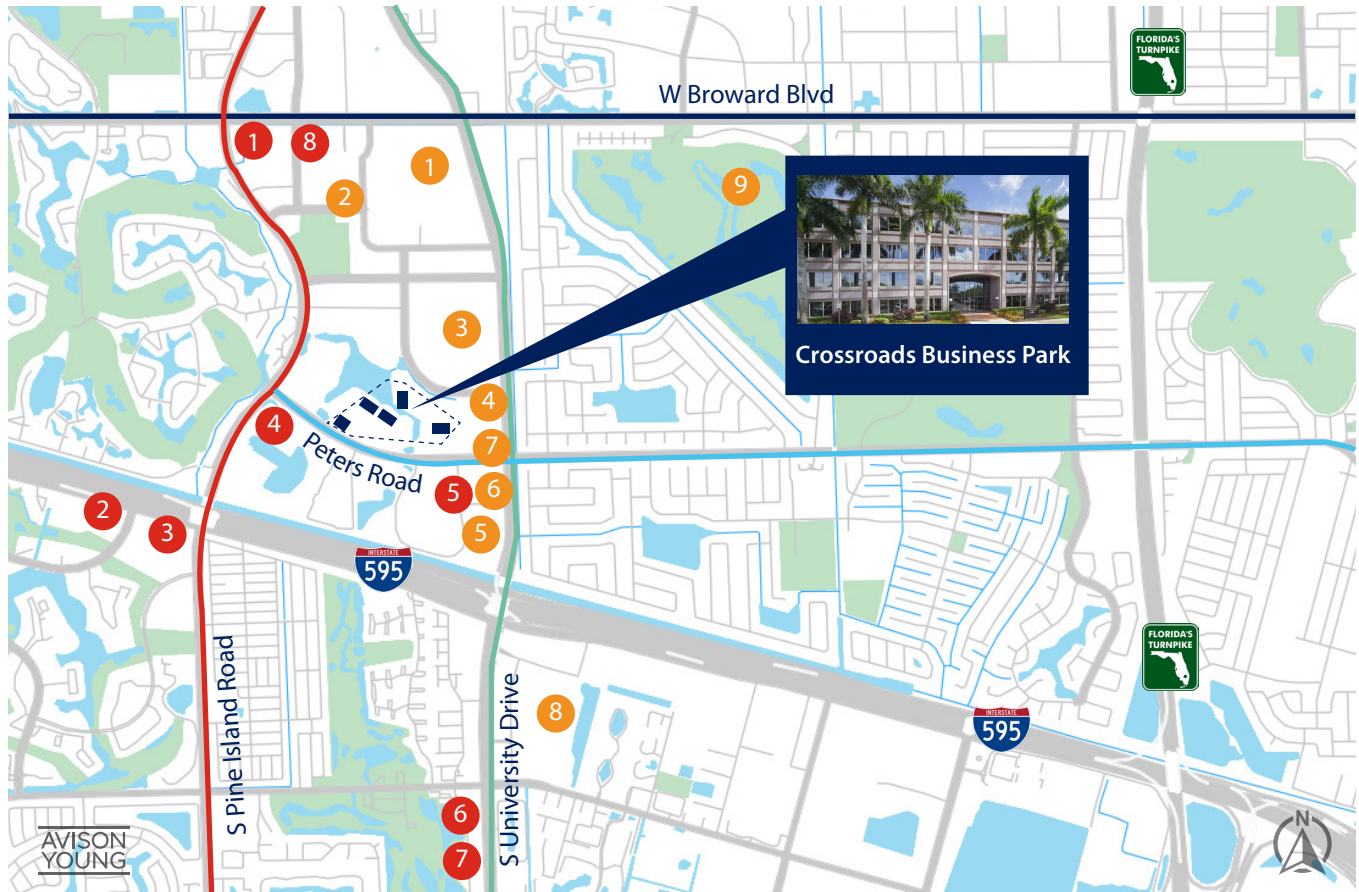 FLORIDA'S
TURNPIKE
W Broward Blvd
1
8
1
2
9
3
Crossroads Business Park
4
4
7
Peters Road
5
6
2
3
5
INTERSTATE
595
FLORIDA'S
TURNPIKE
S Pine Island Road
S University Drive
8
INTERSTATE
595
6
7
AVISON
YOUNG
N